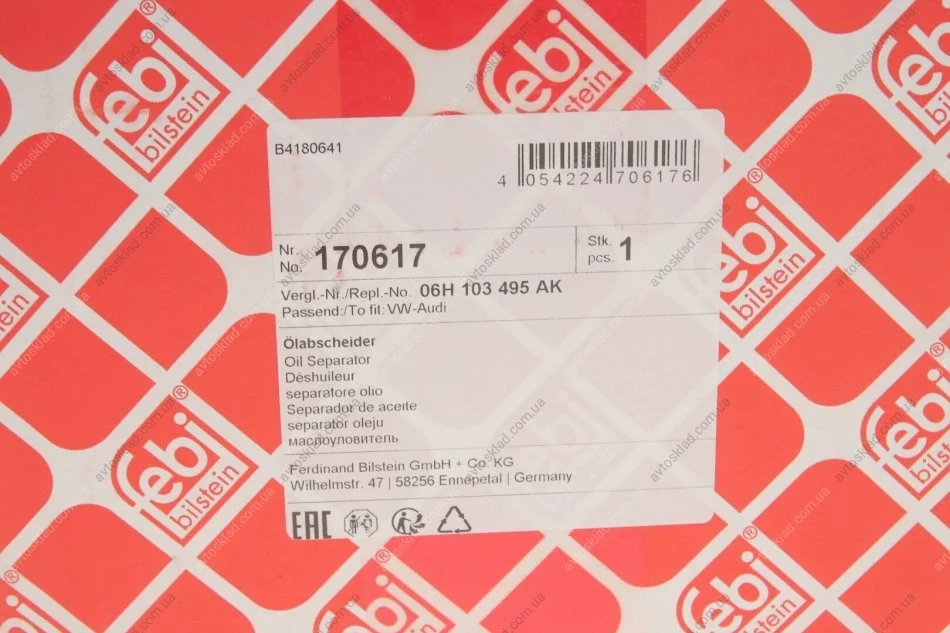 febi
bilstein
B4180641
4 054224 706176
Nr.
No. 170617
Stk.
pcs. 1
Vergl.-Nr./Repl.-No. 06H 103 495 AK
Passend:/To fit: VW-Audi
Ölabscheider
Oil Separator
Déshuileur
separatore olio
Separador de aceite
separator oleju
маслоуловитель
Ferdinand Bilstein GmbH + Co. KG
Wilhelmstr. 47 | 58256 Ennepetal | Germany
EAC
avtosklad.com.ua